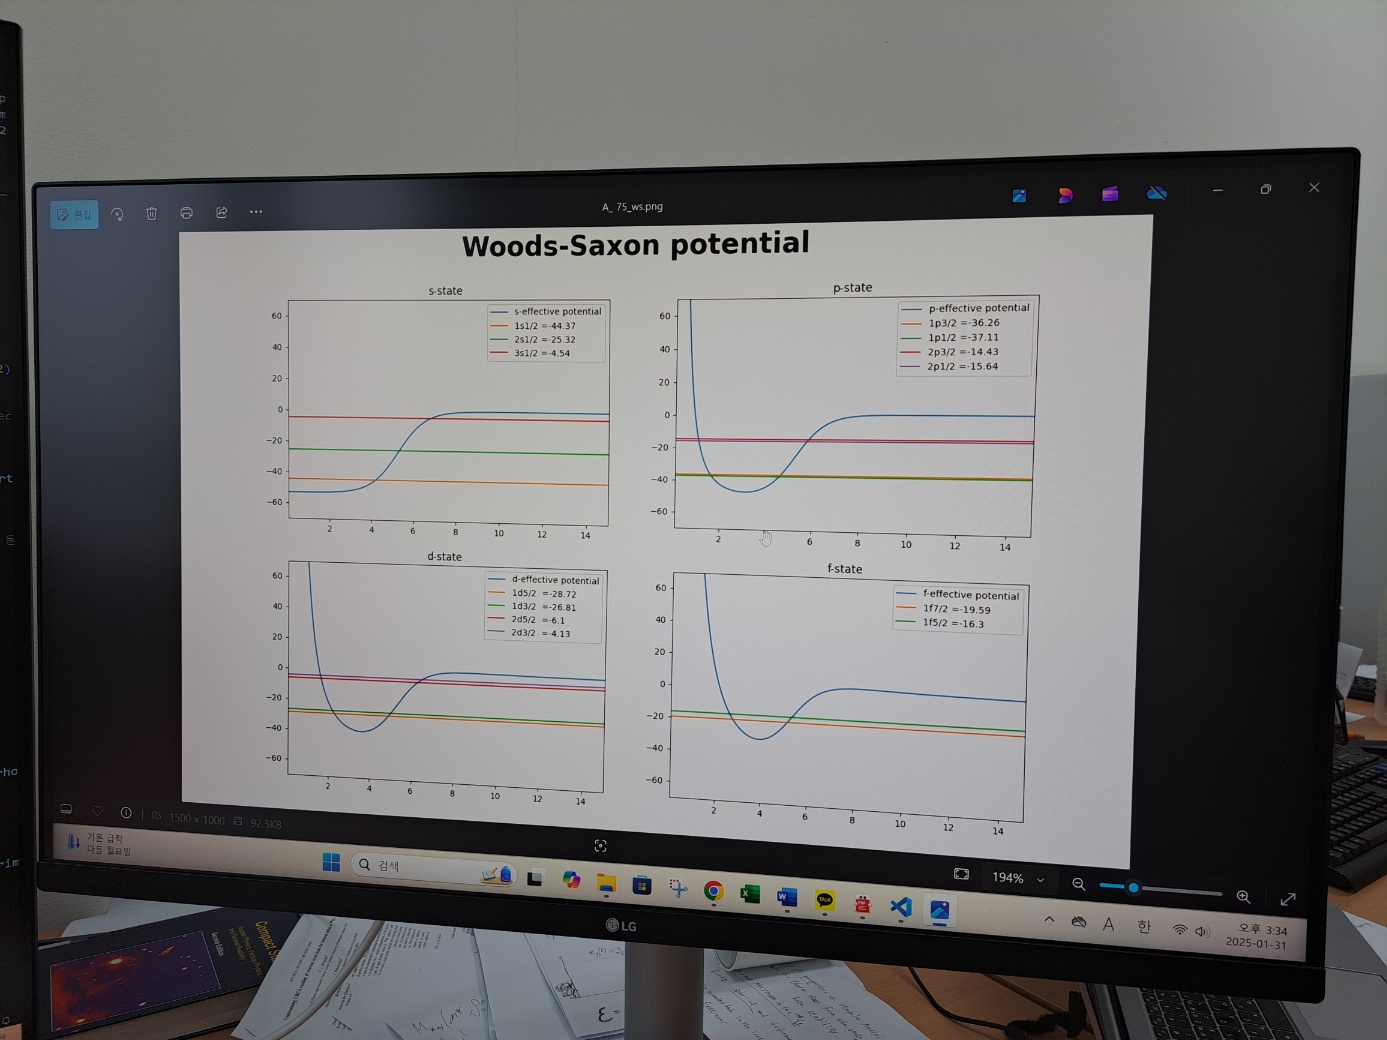 편집
A_ 75_ws.png
Woods-Saxon potential
s-state
60
40
20
0
−20
−40
−60
2 4 6 8 10 12 14
s-effective potential
1s1/2 =-44.37
2s1/2 =-25.32
3s1/2 =-4.54
p-state
60
40
20
0
−20
−40
−60
2 6 8 10 12 14
p-effective potential
1p3/2 =-36.26
1p1/2 =-37.11
2p3/2 =-14.43
2p1/2 =-15.64
d-state
60
40
20
0
−20
−40
−60
2 4 6 8 10 12 14
d-effective potential
1d5/2 =-28.72
1d3/2 =-26.81
2d5/2 =-6.1
2d3/2 =-4.13
f-state
60
40
20
0
−20
−40
−60
2 4 6 8 10 12 14
f-effective potential
1f7/2 =-19.59
1f5/2 =-16.3
1500 x 1000 92.3KB
194%
기온 급락
다음 월요일
검색
TALK
A 한
오후 3:34
2025-01-31
LG
Compact
Second Edition